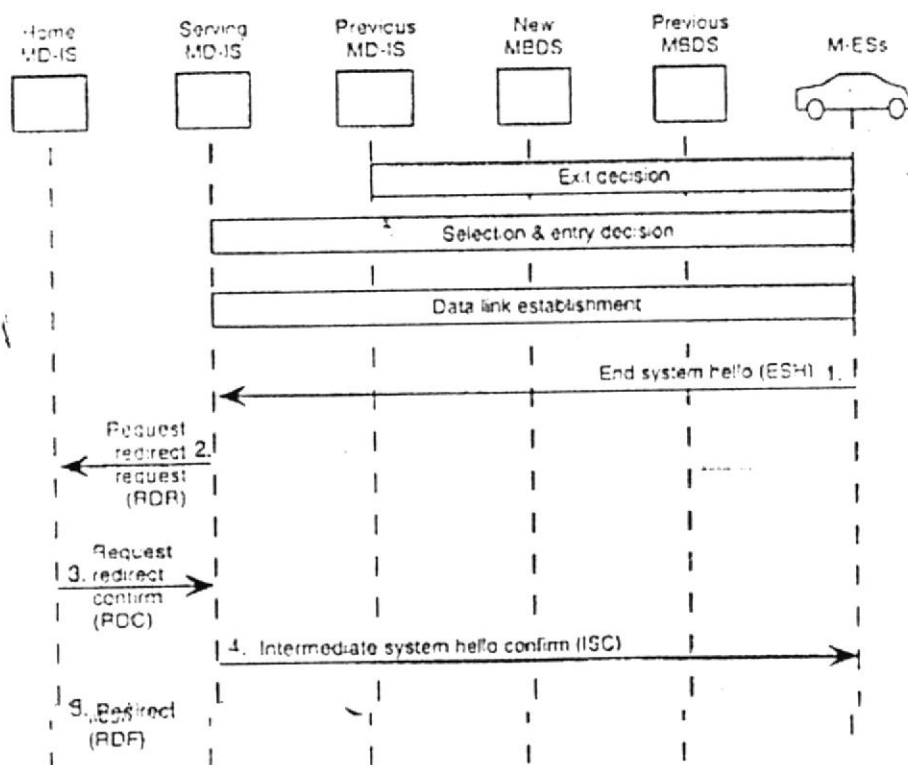 Home
MD-IS
Serving
MD-IS
Previous
MD-IS
New
MBDS
Previous
MBDS
M-ESs
Exit decision
1.
Selection & entry decision
Data link establishment
End system hello (ESH) 1.
Request
redirect 2.
request
(RDR)
Request
3. redirect
confirm
(RDC)
4. Intermediate system hello confirm (ISC)
Redirect
(RDF)